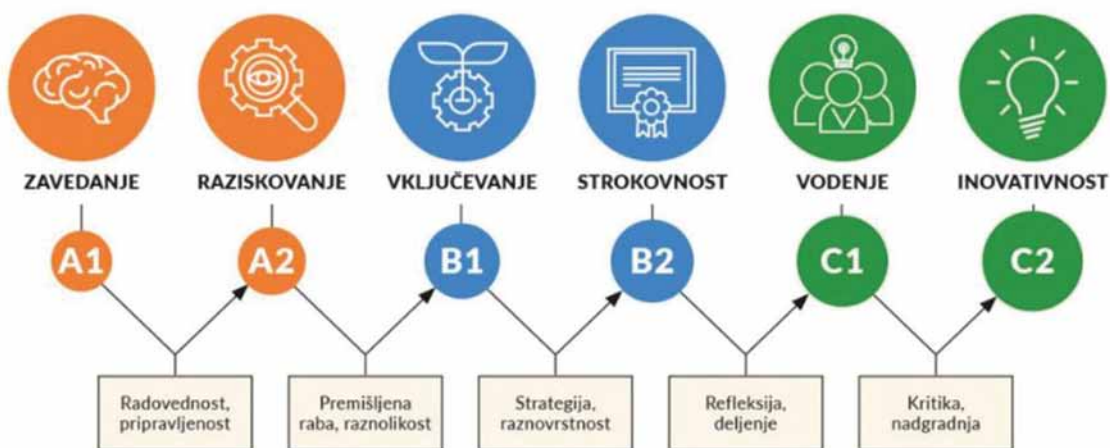 ZAVEDANJE
RAZISKOVANJE
VKLJUČEVANJE
STROKOVNOST
VODENJE
INOVATIVNOST
A1
A2
B1
B2
C1
C2
Radovednost,
pripravljenost
Premišljena
raba, raznolikost
Strategija,
raznovrstnost
Refleksija,
deljenje
Kritika,
nadgradnja